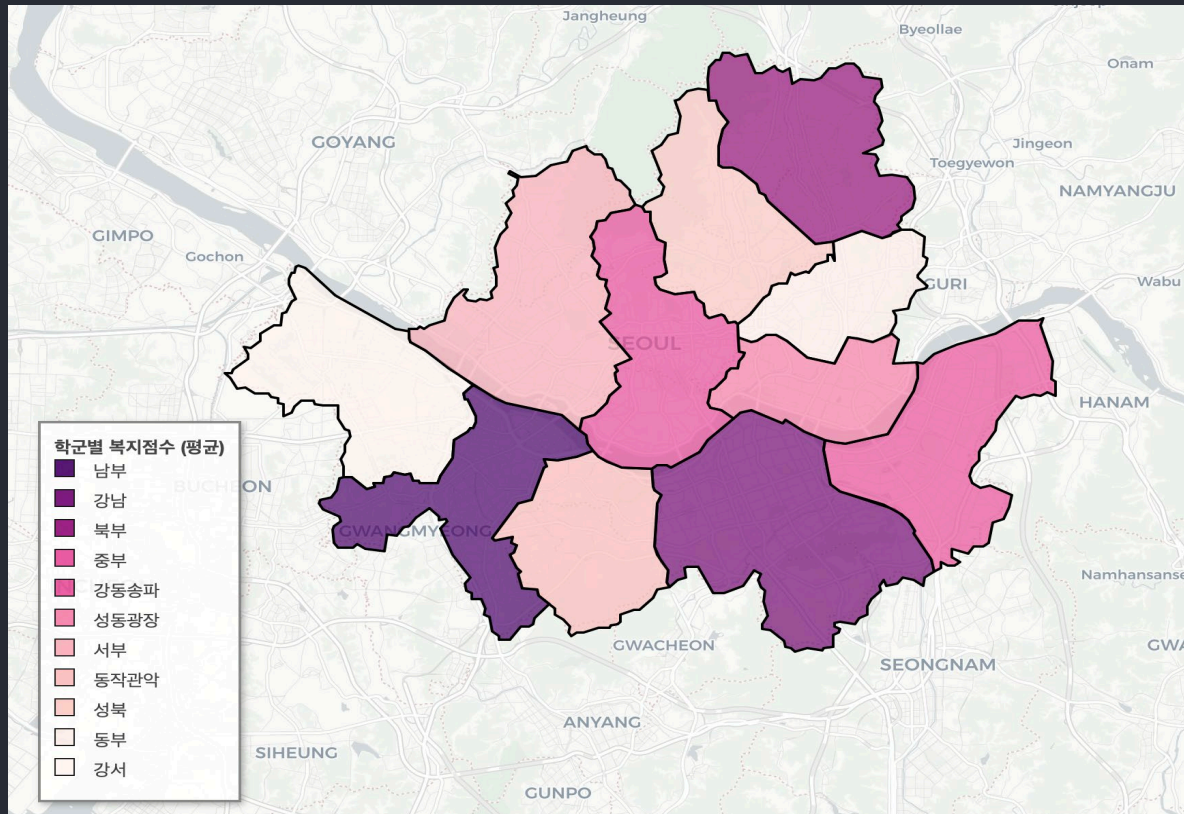 Jangheung
Byeollae
Onam
GOYANG
Jingeon
Toegyewon
NAMYANGJU
GIMPO
Gochon
GURI
Wabu
SEOUL
HANAM
학군별 복지점수 (평균)
남부
강남
북부
중부
강동송파
성동광장
서부
동작관악
성북
동부
강서
BUCHEON
GWANGMYEONG
Namhansanse
GWACHEON
GWA
SEONGNAM
ANYANG
SIHEUNG
GUNPO